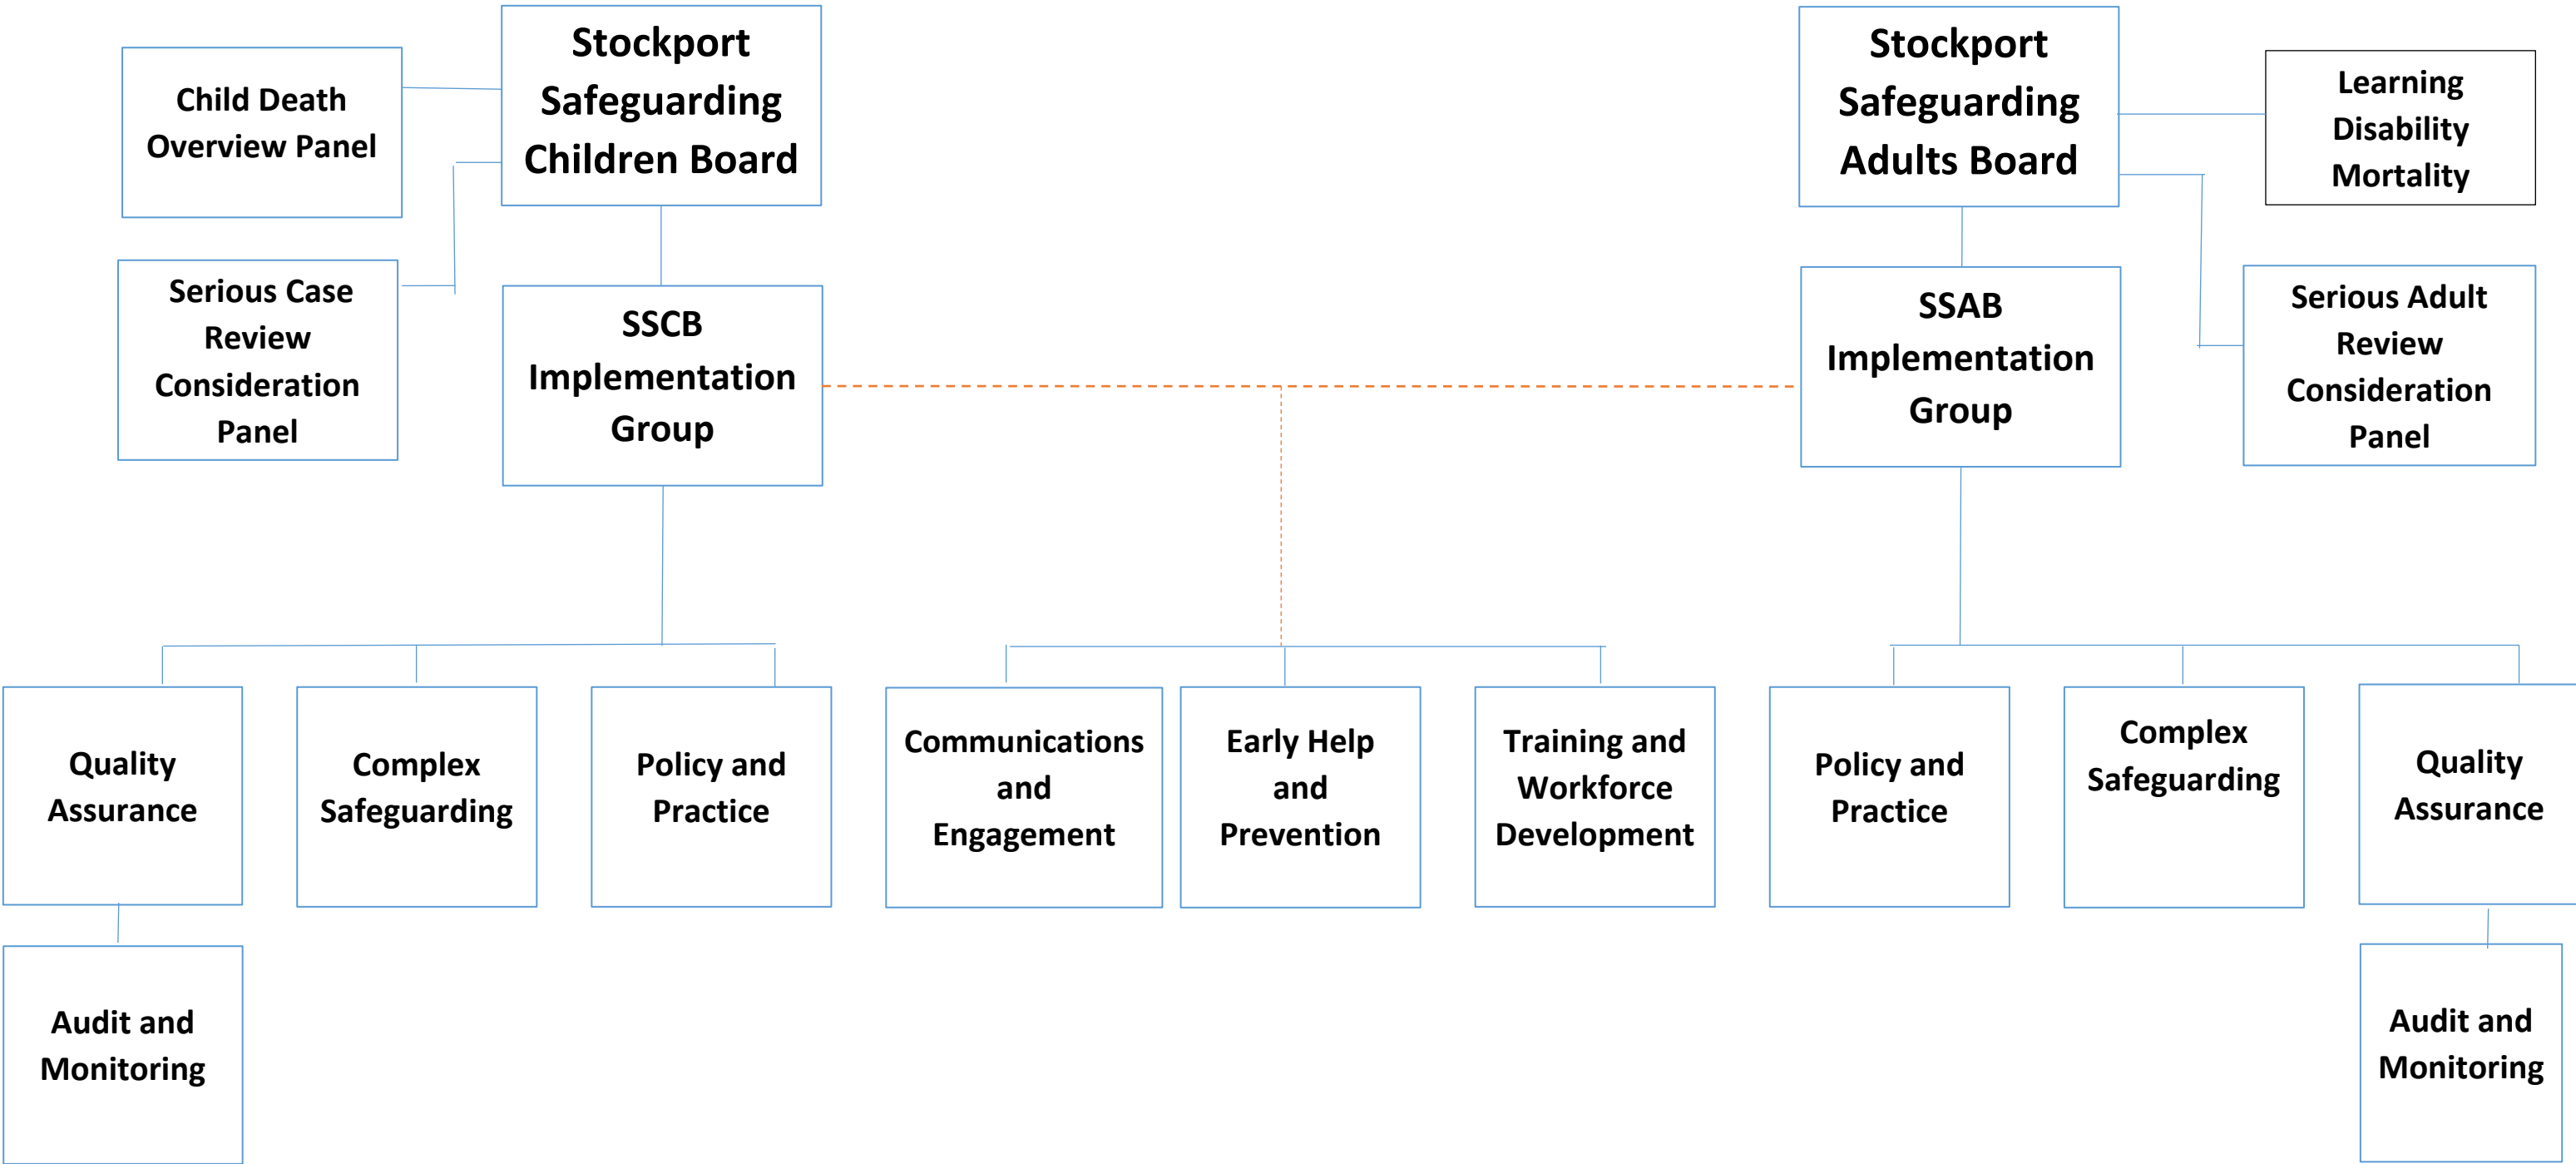 Child Death
Overview Panel
Stockport
Safeguarding
Children Board
Stockport
Safeguarding
Adults Board
Learning
Disability
Mortality
Serious Case
Review
Consideration
Panel
SSCB
Implementation
Group
SSAB
Implementation
Group
Serious Adult
Review
Consideration
Panel
Quality
Assurance
Complex
Safeguarding
Policy and
Practice
Communications
and
Engagement
Early Help
and
Prevention
Training and
Workforce
Development
Policy and
Practice
Complex
Safeguarding
Quality
Assurance
Audit and
Monitoring
Audit and
Monitoring